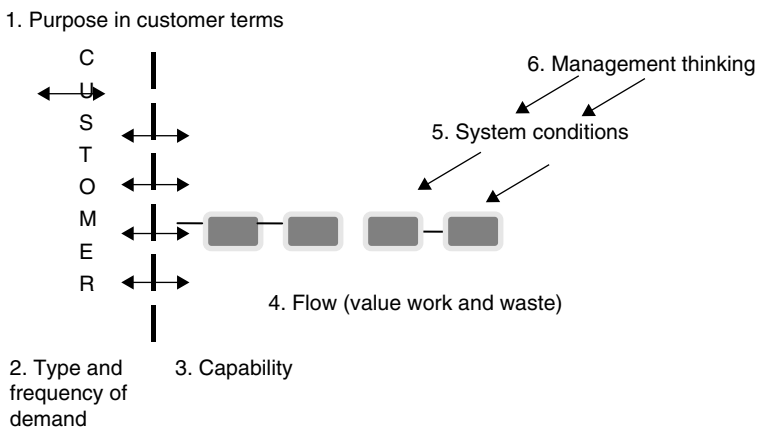 1. Purpose in customer terms
C
U
S
T
O
M
E
R
6. Management thinking
5. System conditions
4. Flow (value work and waste)
2. Type and
frequency of
demand
3. Capability